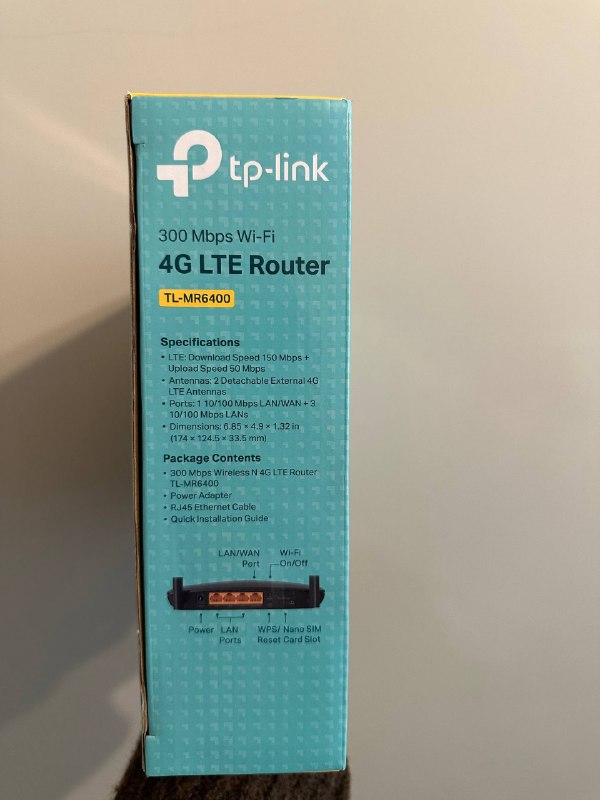 tp-link
300 Mbps Wi-Fi
4G LTE Router
TL-MR6400
Specifications
• LTE: Download Speed 150 Mbps +
Upload Speed 50 Mbps
• Antennas: 2 Detachable External 4G
LTE Antennas
• Ports: 1 10/100 Mbps LAN/WAN + 3
10/100 Mbps LANs
• Dimensions: 6.85 × 4.9 × 1.32 in
(174 × 124.5 × 33.5 mm)
Package Contents
• 300 Mbps Wireless N 4G LTE Router
TL-MR6400
• Power Adapter
• RJ45 Ethernet Cable
• Quick Installation Guide
LAN/WAN Wi-Fi
Port On/Off
Power LAN WPS/ Nano SIM
Ports Reset Card Slot